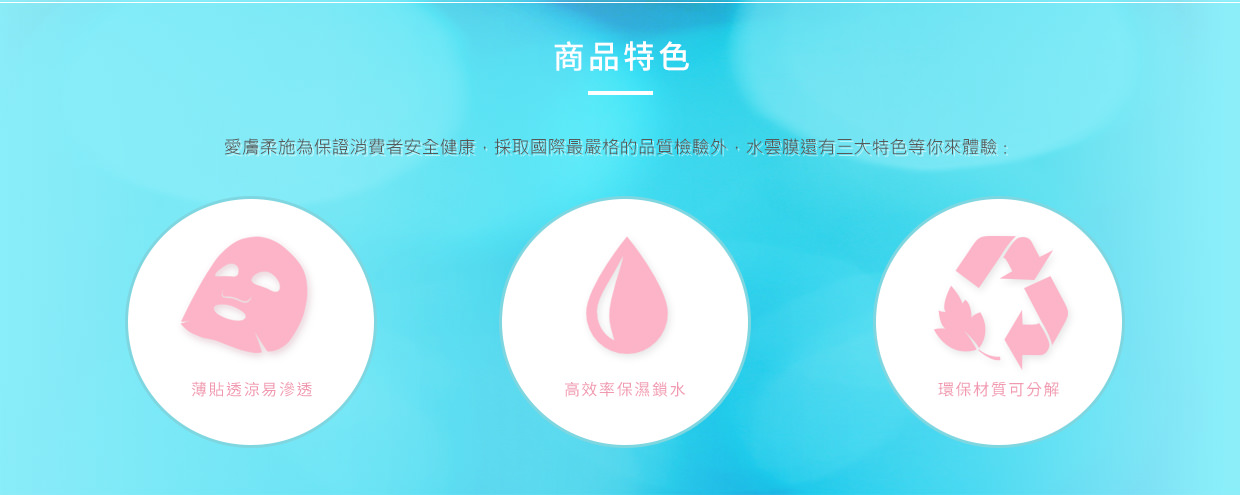 商品特色
愛膚柔施為保證消費者安全健康，採取國際最嚴格的品質檢驗外，水雲膜還有三大特色等你來體驗：
薄貼透涼易滲透
高效率保濕鎖水
環保材質可分解